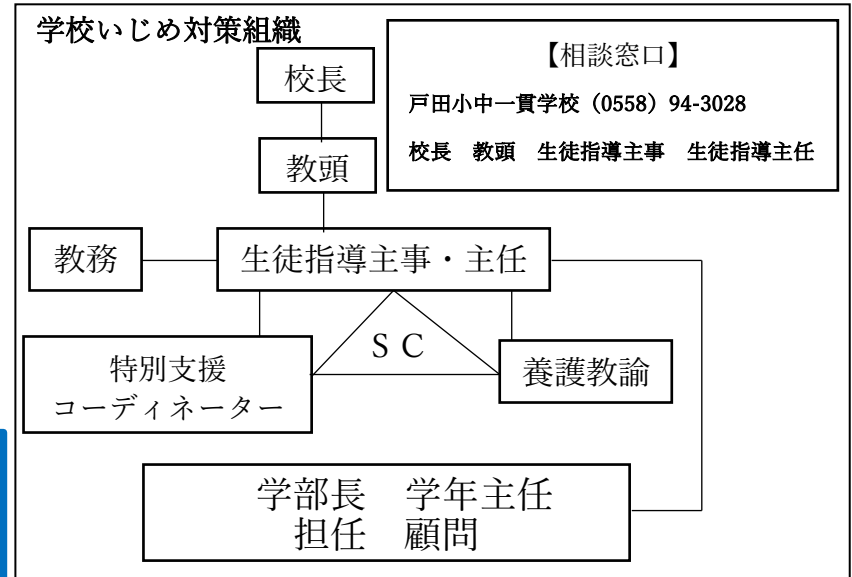 学校いじめ対策組織
【相談窓口】
戸田小中一貫学校（0558）94-3028
校長　教頭　生徒指導主事　生徒指導主任
校長
教頭
教務
生徒指導主事・主任
ＳＣ
特別支援
コーディネーター
養護教諭
学部長　学年主任
担任　顧問